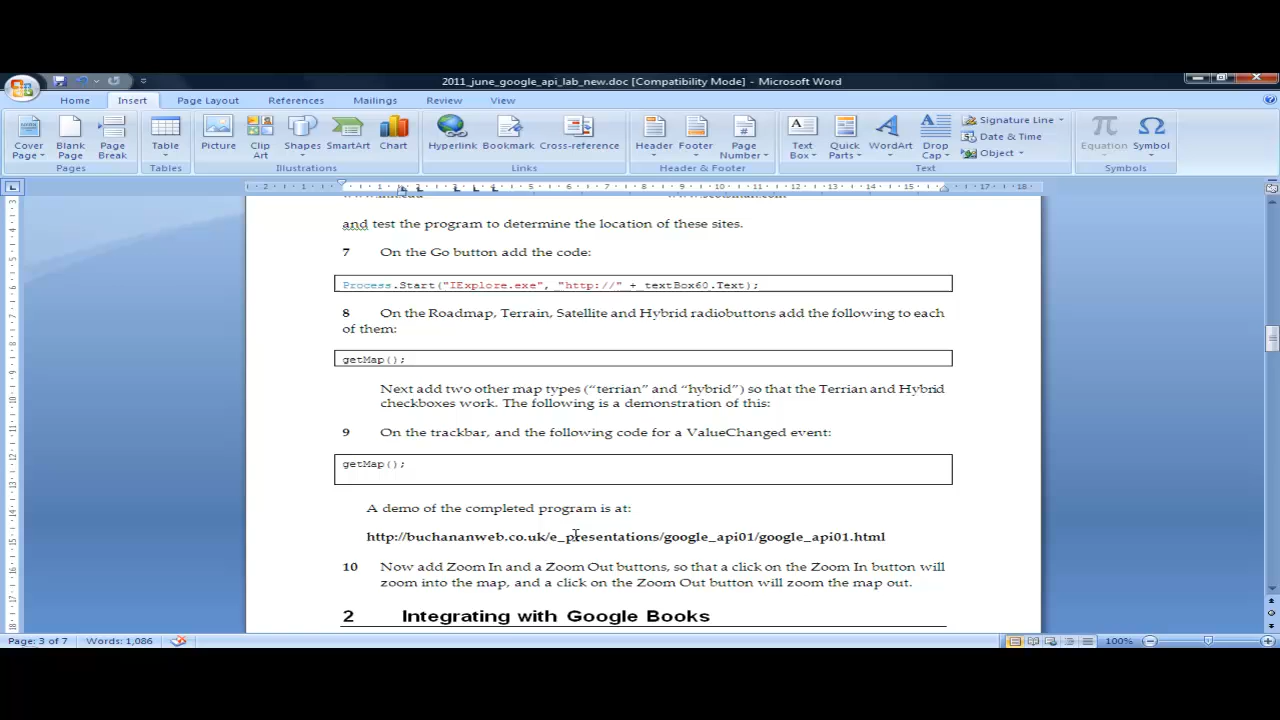 2011_june_google_api_lab_new.doc [Compatibility Mode] - Microsoft Word
Home Insert Page Layout References Mailings Review View
Cover Page Blank Page Page Break Table Picture Clip Art Shapes SmartArt Chart Hyperlink Bookmark Cross-reference Header Footer Page Number Text Box Quick Parts WordArt Drop Cap Signature Line Date & Time Object Equation Symbol
Pages Tables Illustrations Links Header & Footer Text Symbols
and test the program to determine the location of these sites.
7 On the Go button add the code:
Process.Start("IExplore.exe", "http://" + textBox60.Text);
8 On the Roadmap, Terrain, Satellite and Hybrid radiobuttons add the following to each
of them:
getMap();
Next add two other map types (“terrian” and “hybrid”) so that the Terrian and Hybrid
checkboxes work. The following is a demonstration of this:
9 On the trackbar, and the following code for a ValueChanged event:
getMap();
A demo of the completed program is at:
http://buchananweb.co.uk/e_presentations/google_api01/google_api01.html
10 Now add Zoom In and a Zoom Out buttons, so that a click on the Zoom In button will
zoom into the map, and a click on the Zoom Out button will zoom the map out.
2 Integrating with Google Books
Page: 3 of 7 Words: 1,086 100%